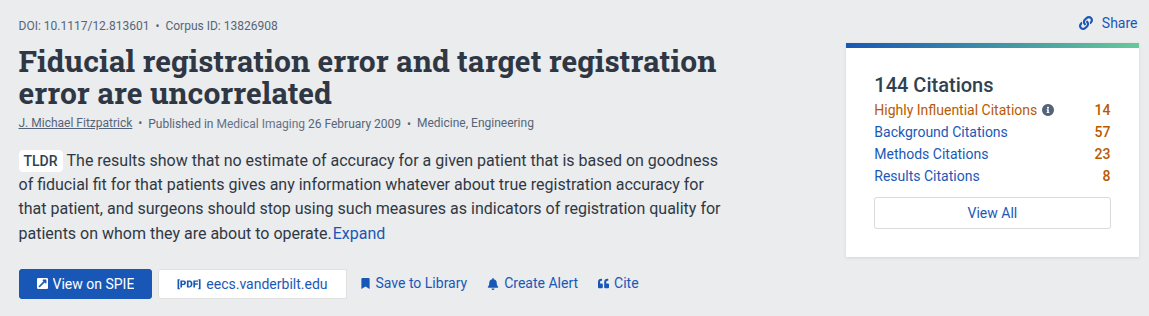 DOI: 10.1117/12.813601 • Corpus ID: 13826908
Share
Fiducial registration error and target registration
error are uncorrelated
J. Michael Fitzpatrick • Published in Medical Imaging 26 February 2009 • Medicine, Engineering
TLDR The results show that no estimate of accuracy for a given patient that is based on goodness
of fiducial fit for that patients gives any information whatever about true registration accuracy for
that patient, and surgeons should stop using such measures as indicators of registration quality for
patients on whom they are about to operate.Expand
View on SPIE
[PDF] eecs.vanderbilt.edu
Save to Library
Create Alert
Cite
144 Citations
Highly Influential Citations 14
Background Citations 57
Methods Citations 23
Results Citations 8
View All